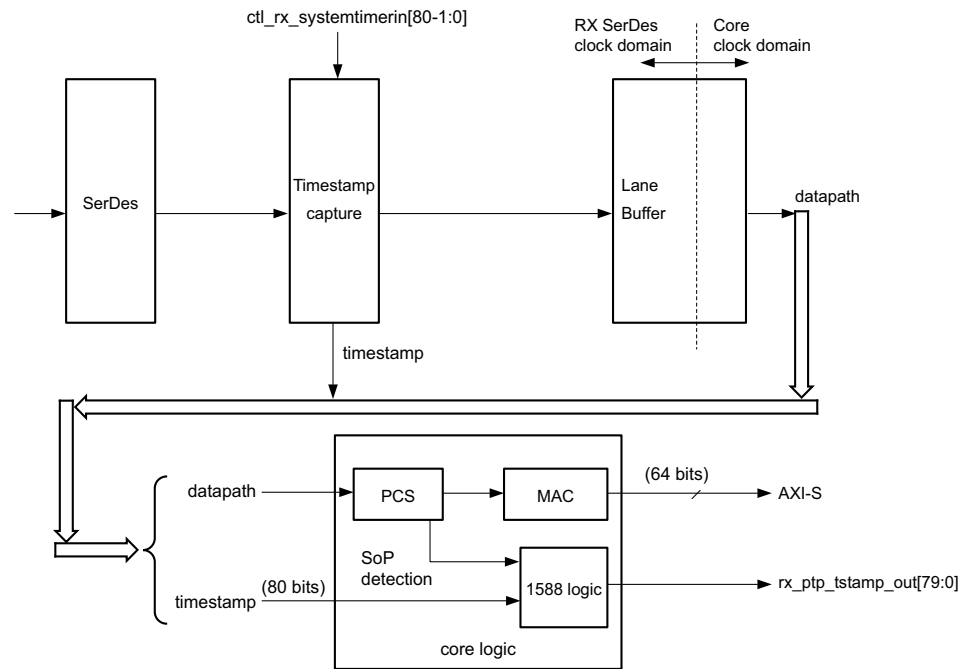 ctl_rx_systemtimerin[80-1:0]
RX SerDes
clock domain
Core
clock domain
SerDes
Timestamp
capture
Lane
Buffer
datapath
timestamp
datapath
PCS
MAC
(64 bits)
AXI-S
SoP
detection
timestamp
(80 bits)
1588 logic
rx_ptp_tstamp_out[79:0]
core logic